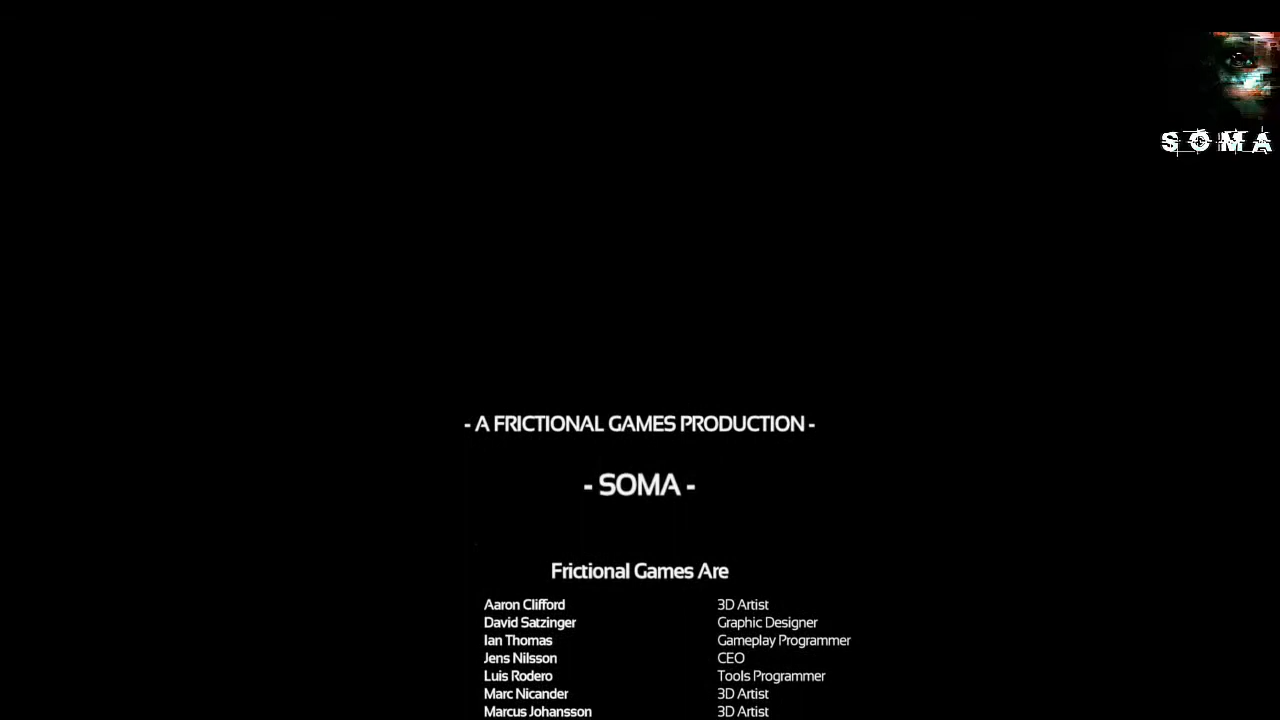 SOMA
- A FRICTIONAL GAMES PRODUCTION -
- SOMA -
Frictional Games Are
Aaron Clifford 3D Artist
David Satzinger Graphic Designer
Ian Thomas Gameplay Programmer
Jens Nilsson CEO
Luis Rodero Tools Programmer
Marc Nicander 3D Artist
Marcus Johansson 3D Artist